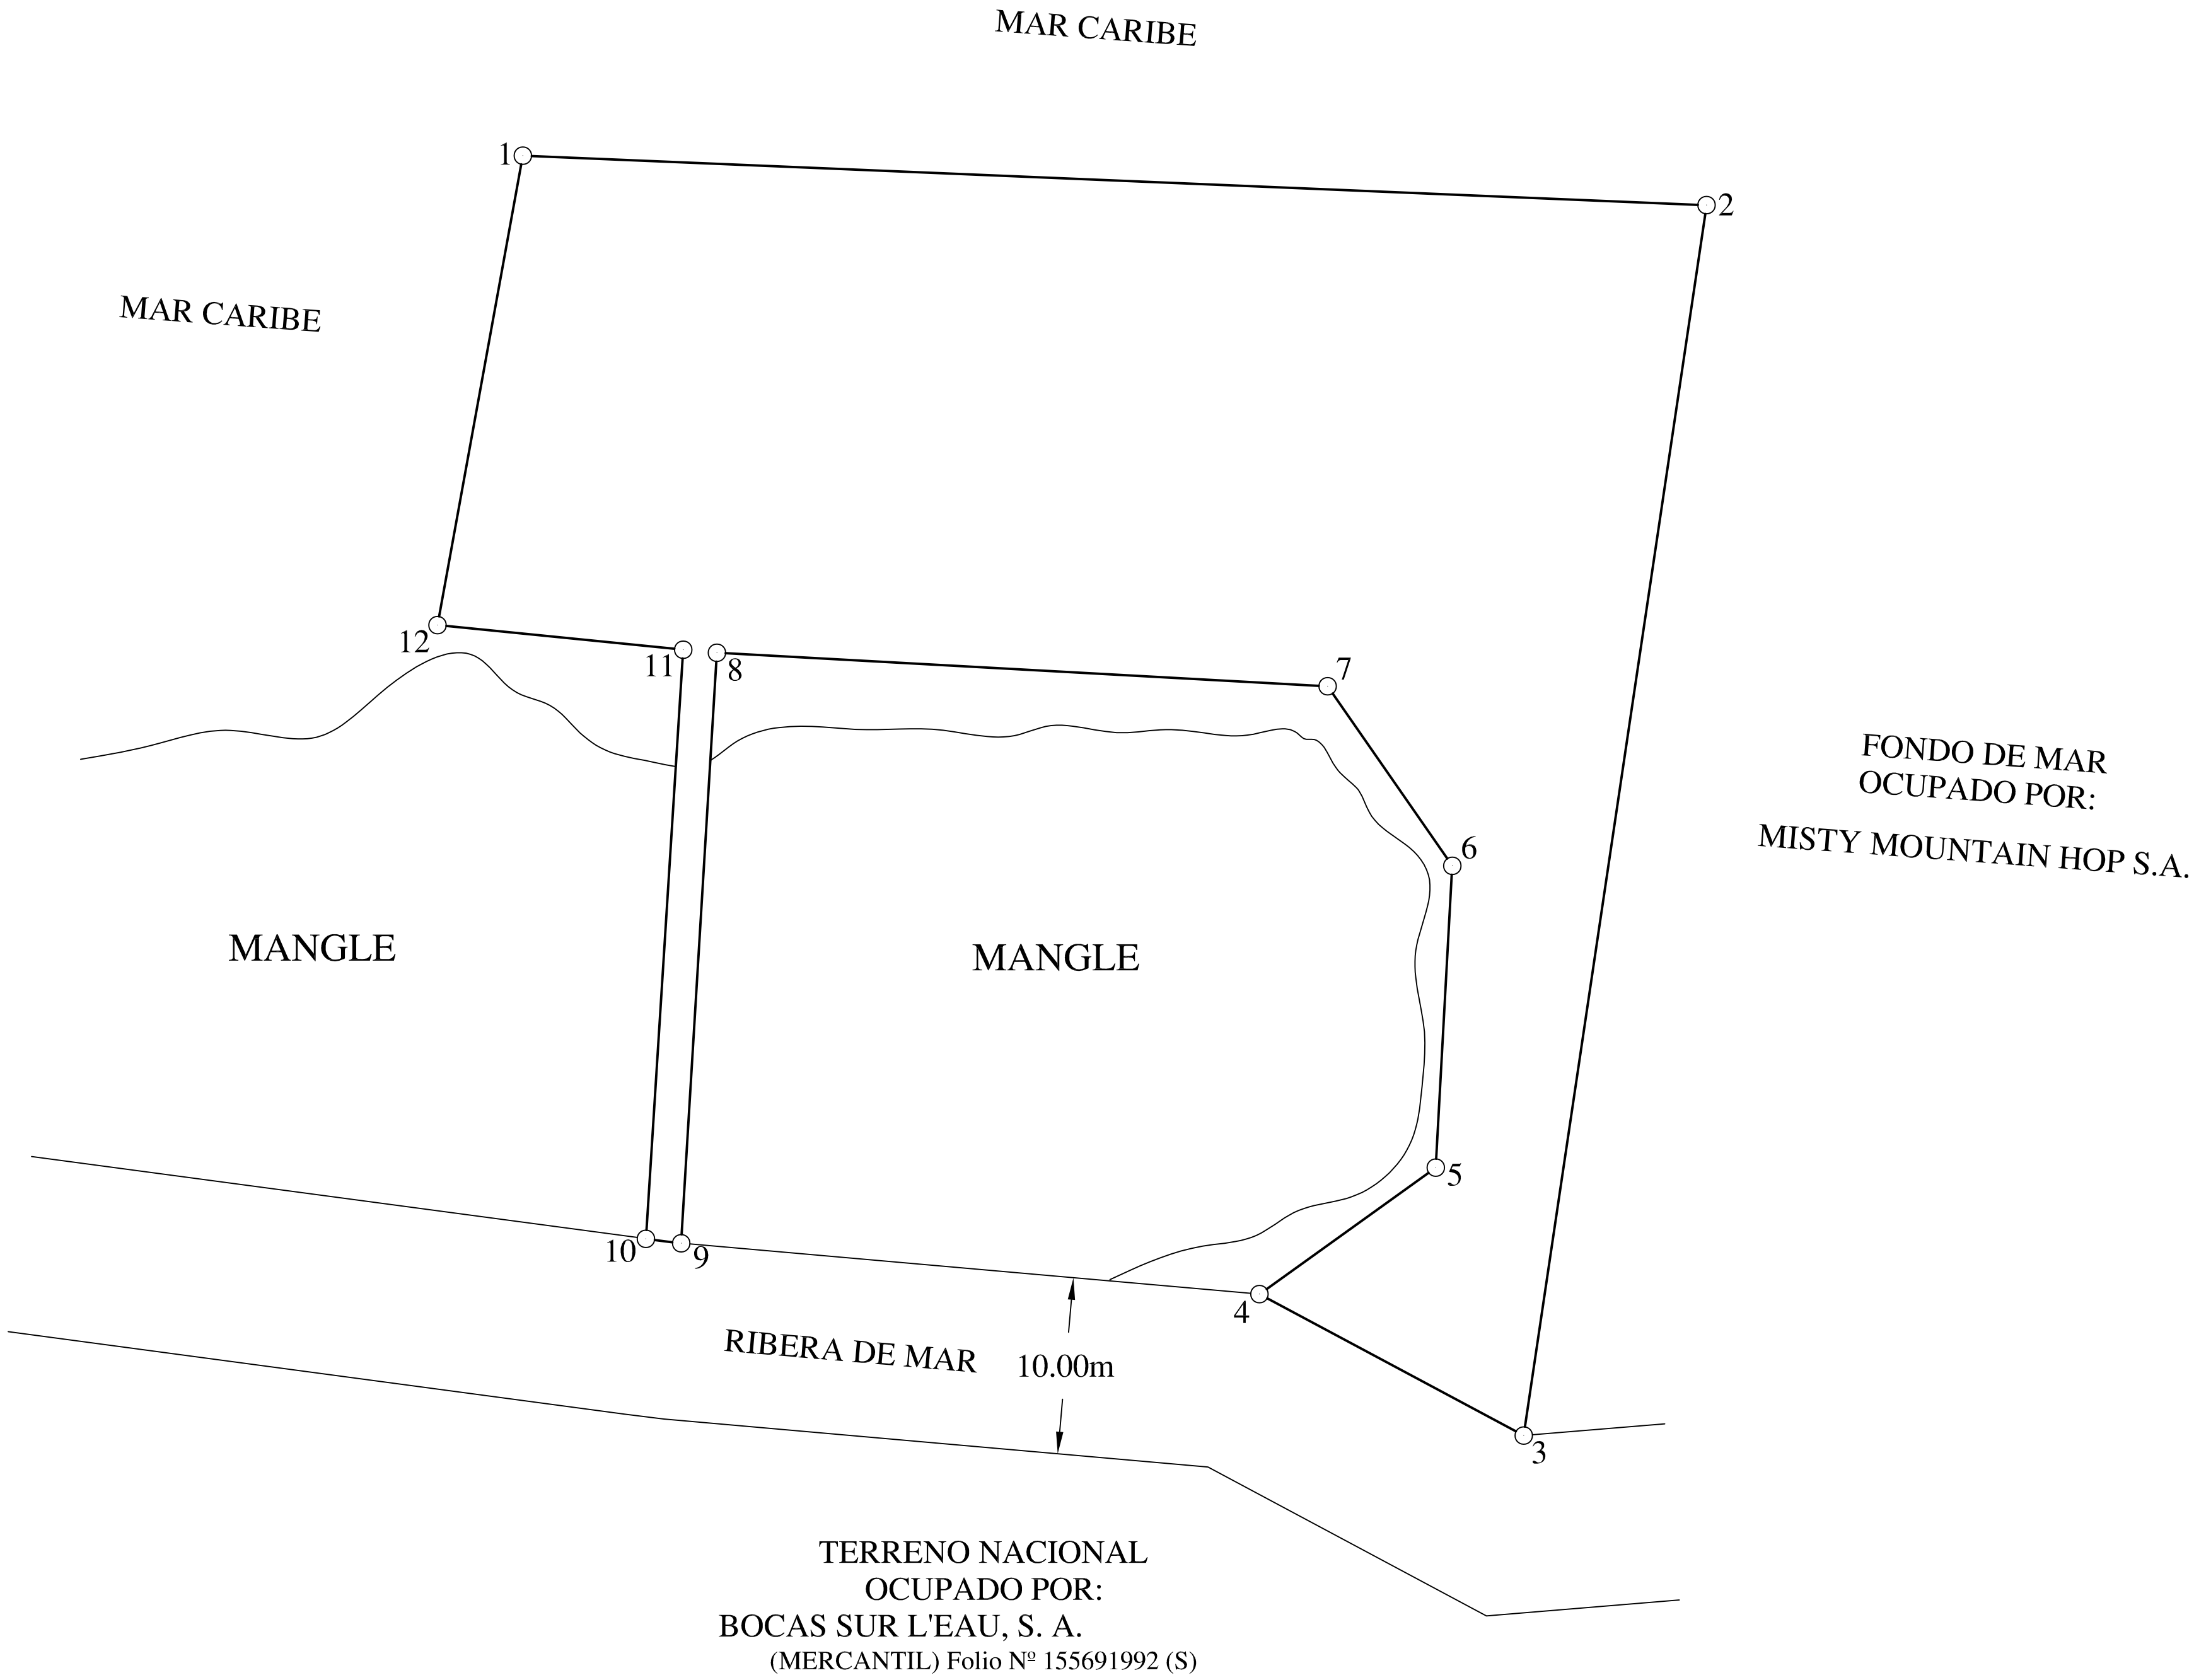 MAR CARIBE
1
2
MAR CARIBE
12
11
8
7
FONDO DE MAR
OCUPADO POR:
MISTY MOUNTAIN HOP S.A.
6
MANGLE
MANGLE
5
10
9
4
RIBERA DE MAR
10.00m
3
TERRENO NACIONAL
OCUPADO POR:
BOCAS SUR L'EAU, S. A.
(MERCANTIL) Folio Nº 155691992 (S)